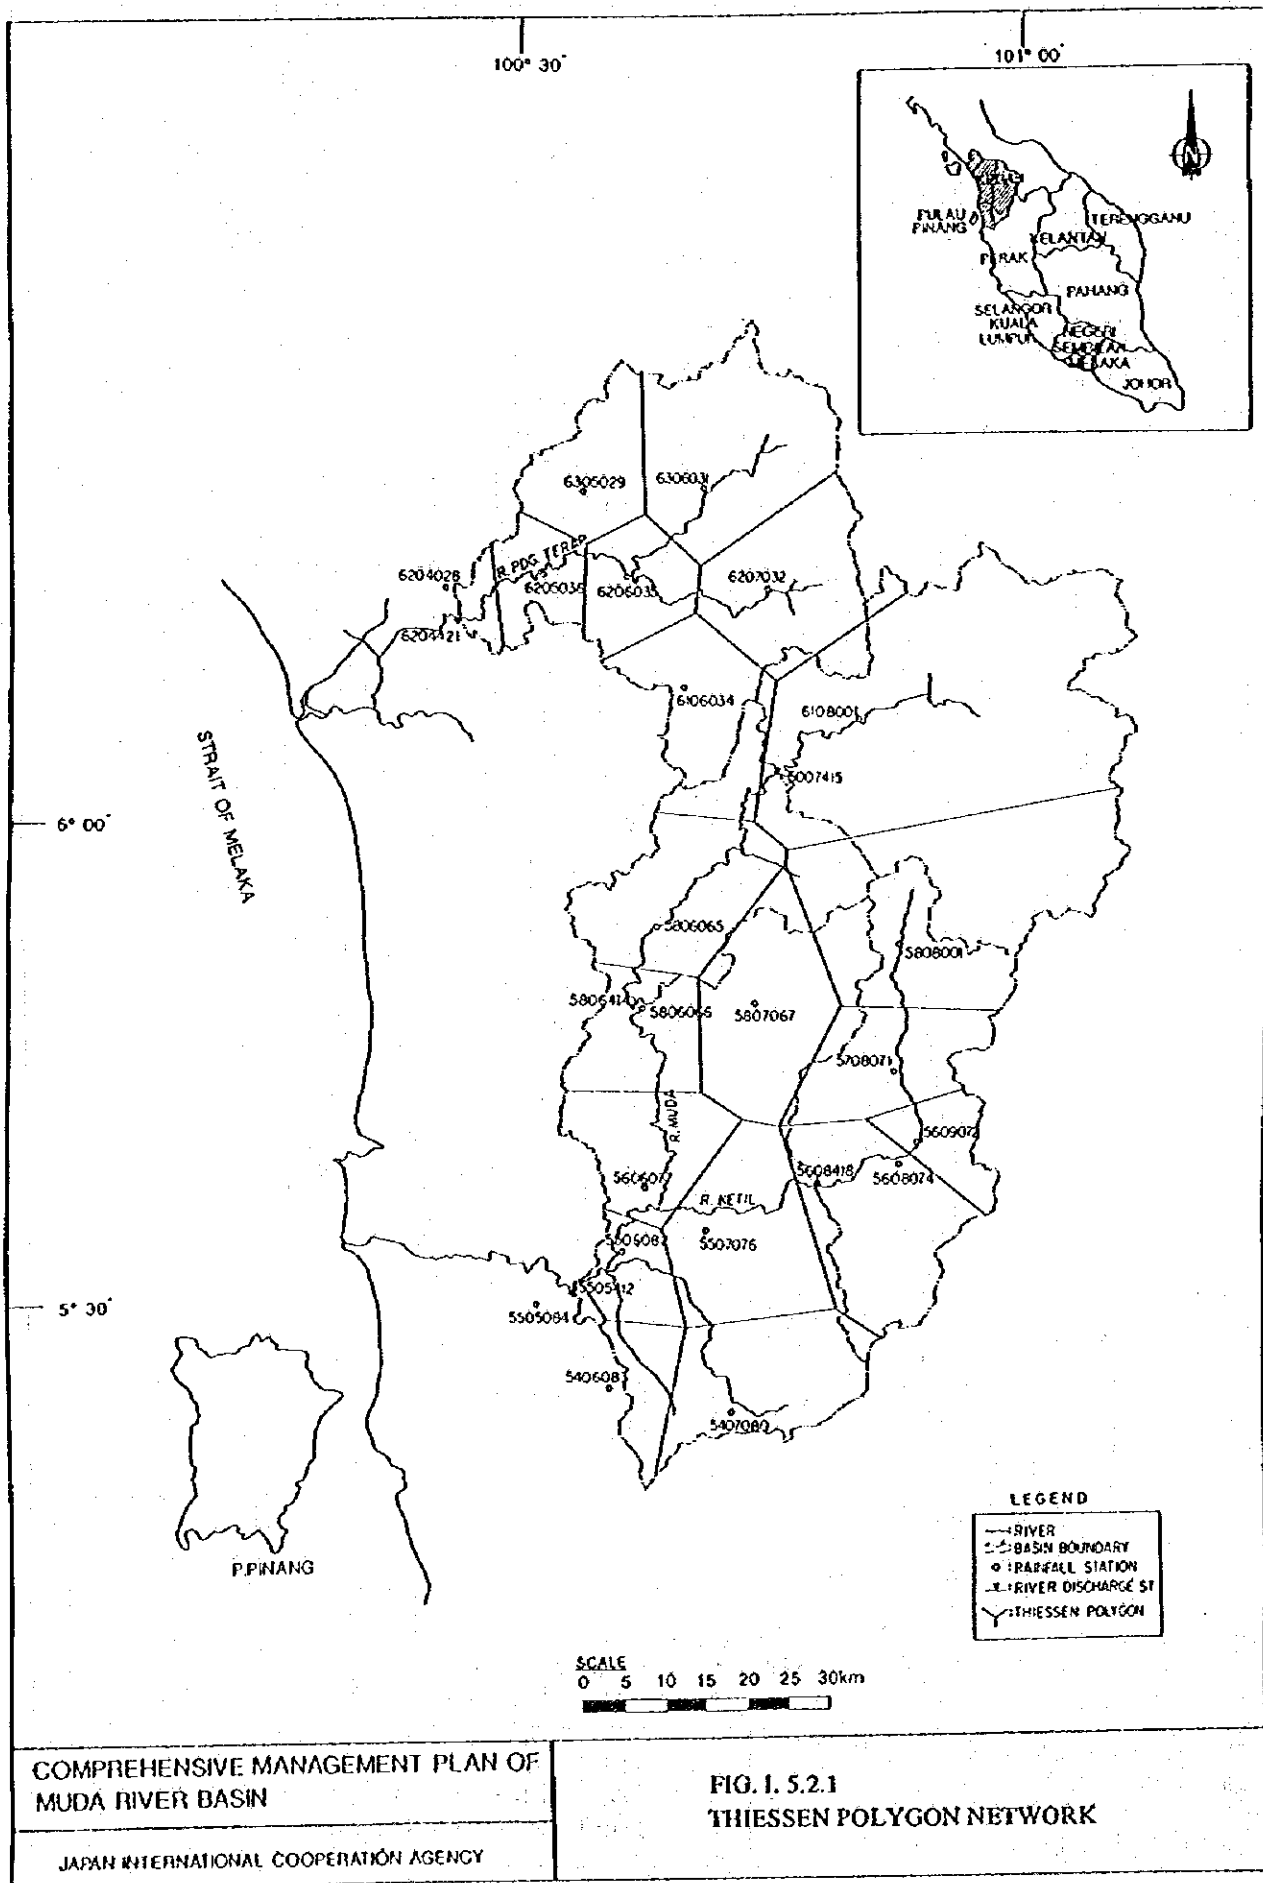 100° 30'
101° 00'
N
PULAU
PINANG
TERENGGANU
KELANTAN
PERAK
PAHANG
SELANGOR
KUALA
LUMPUR
NEGERI
SEMBILAN
MELAKA
JOHOR
6305029
6306031
R. PDG. TERAP
6204028
6205036
6206035
6207032
6204421
6106034
6108001
6007415
STRAIT OF MELAKA
6° 00'
5806065
5808001
5806414
5806066
5807067
5708071
R. MUDA
5609072
5608418
5608074
R. KETIL
5507076
5505412
5505084
5° 30'
5407080
P.PINANG
LEGEND
:RIVER
:BASIN BOUNDARY
:RAINFALL STATION
:RIVER DISCHARGE ST
:THIESSEN POLYGON
SCALE
0 5 10 15 20 25 30km
COMPREHENSIVE MANAGEMENT PLAN OF
MUDA RIVER BASIN
JAPAN INTERNATIONAL COOPERATION AGENCY
FIG. I. 5.2.1
THIESSEN POLYGON NETWORK